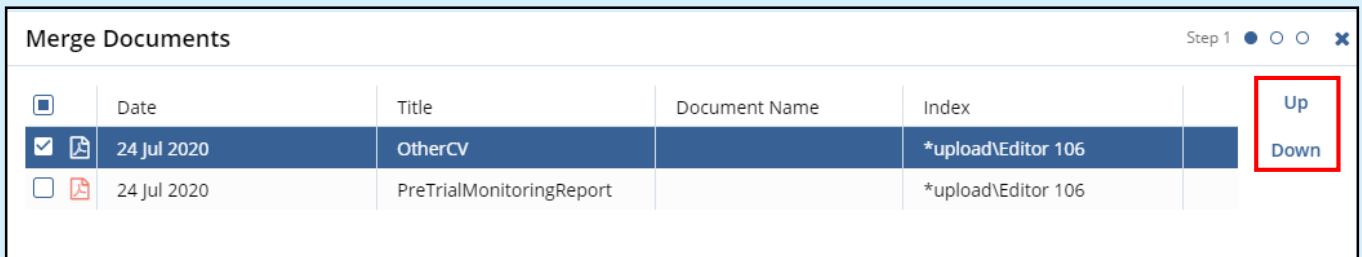 Merge Documents Step 1
Date Title Document Name Index Up
24 Jul 2020 OtherCV *upload\Editor 106 Down
24 Jul 2020 PreTrialMonitoringReport *upload\Editor 106